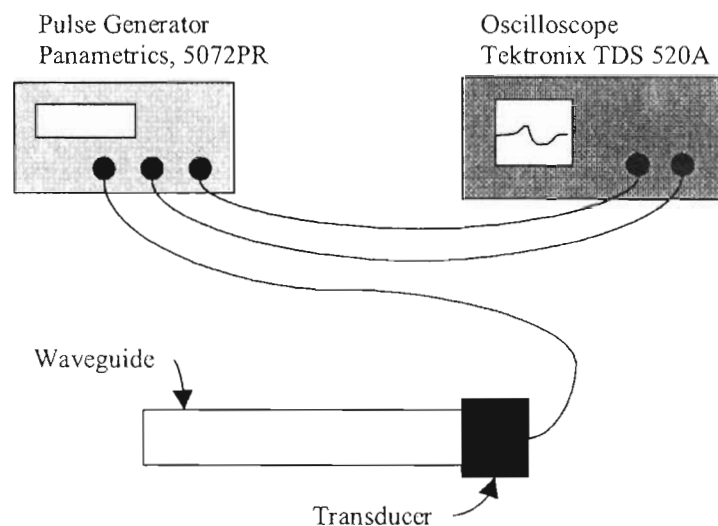 Pulse Generator
Panametrics, 5072PR
Oscilloscope
Tektronix TDS 520A
Waveguide
Transducer